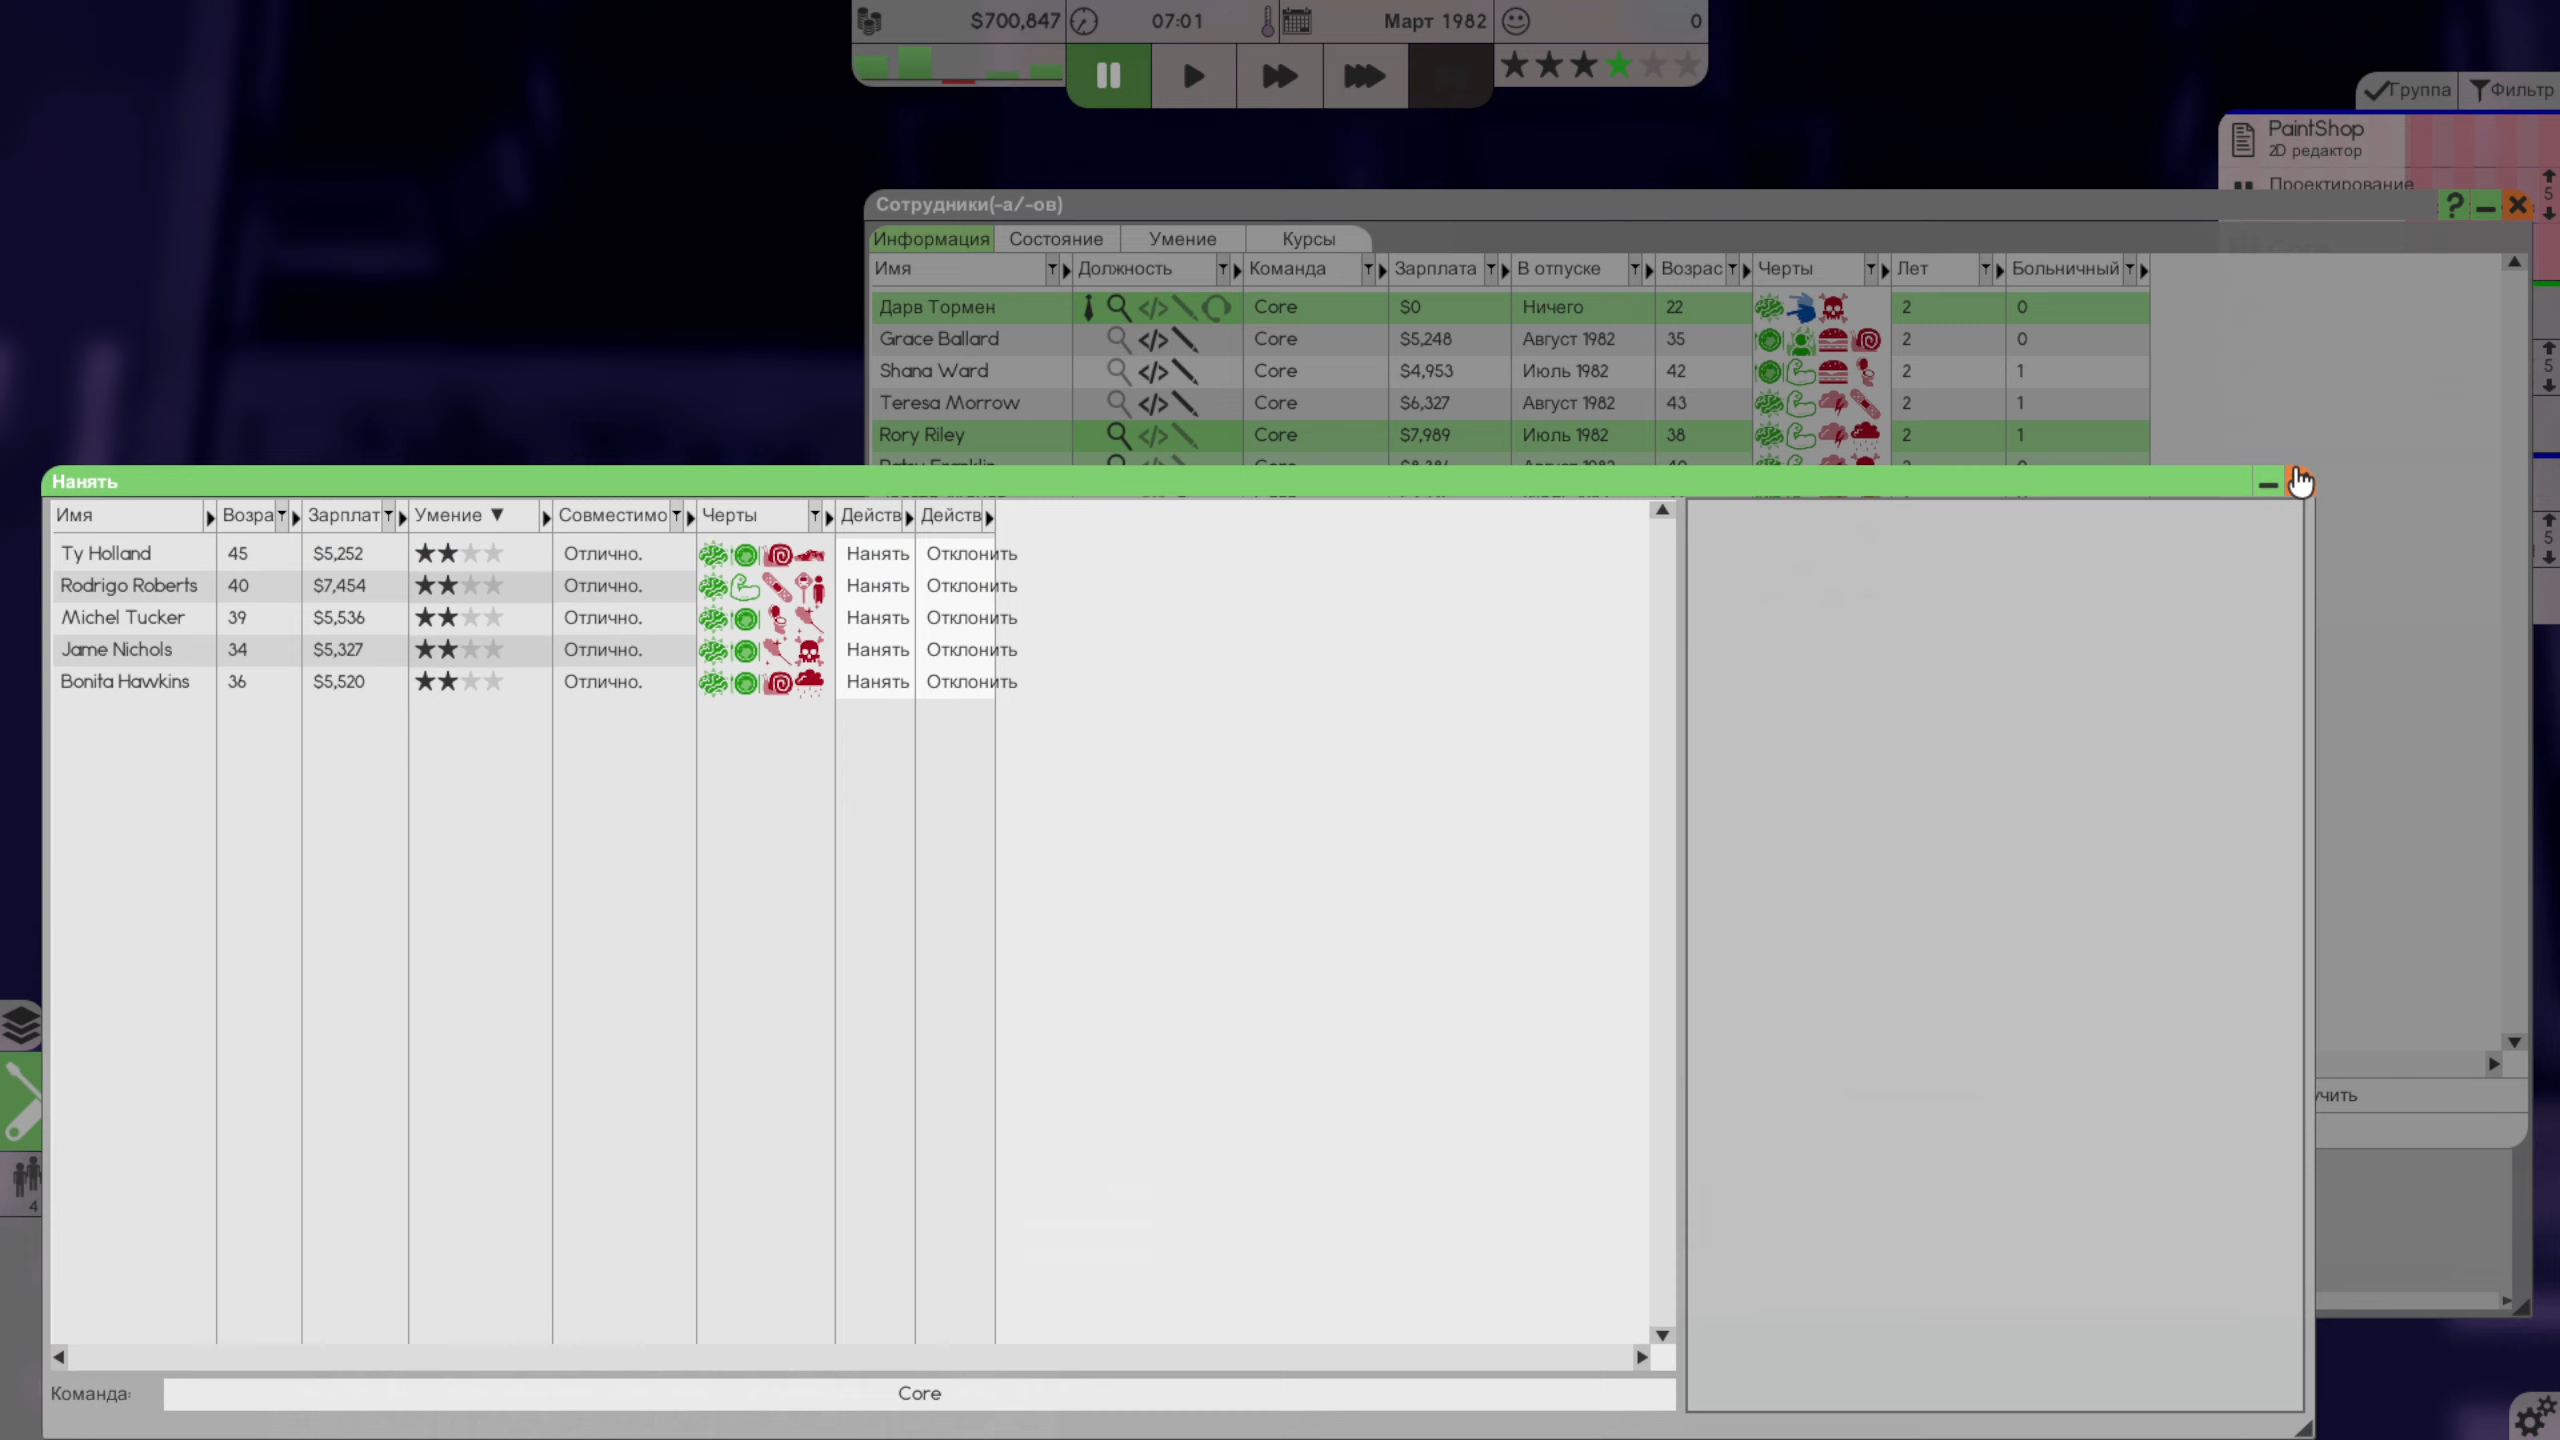 $700,847 07:01 Март 1982 0
Группа Фильтр
PaintShop
2D редактор
Проектирование
5
5
5
Сотрудники(-а/-ов)
Информация Состояние Умение Курсы
Имя Должность Команда Зарплата В отпуске Возрас Черты Лет Больничный
Дарв Тормен Core $0 Ничего 22 2 0
Grace Ballard Core $5,248 Август 1982 35 2 0
Shana Ward Core $4,953 Июль 1982 42 2 1
Teresa Morrow Core $6,327 Август 1982 43 2 1
Rory Riley Core $7,989 Июль 1982 38 2 1
Нанять
Имя Возра Зарплат Умение Совместимо Черты Действ Действ
Ty Holland 45 $5,252 Отлично. Нанять Отклонить
Rodrigo Roberts 40 $7,454 Отлично. Нанять Отклонить
Michel Tucker 39 $5,536 Отлично. Нанять Отклонить
Jame Nichols 34 $5,327 Отлично. Нанять Отклонить
Bonita Hawkins 36 $5,520 Отлично. Нанять Отклонить
4
учить
Команда: Core